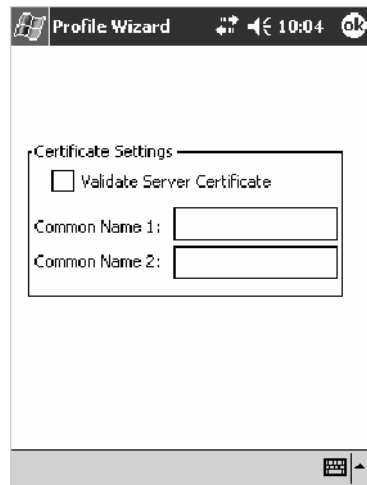 Profile Wizard 10:04 ok
Certificate Settings
Validate Server Certificate
Common Name 1:
Common Name 2: